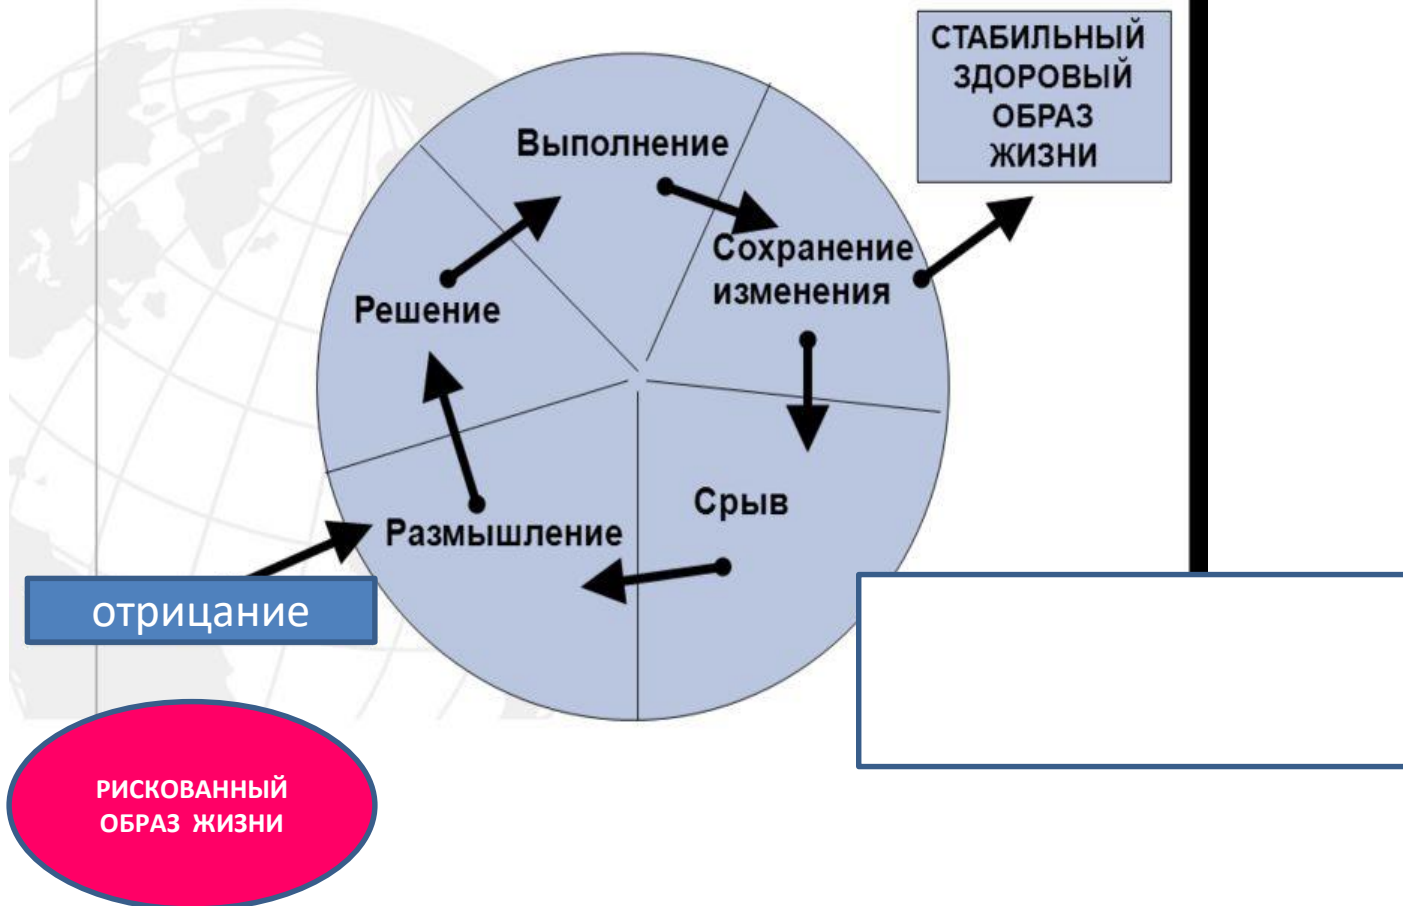 СТАБИЛЬНЫЙ
ЗДОРОВЫЙ
ОБРАЗ
ЖИЗНИ
Выполнение
Сохранение
изменения
Решение
Срыв
Размышление
отрицание
РИСКОВАННЫЙ
ОБРАЗ ЖИЗНИ